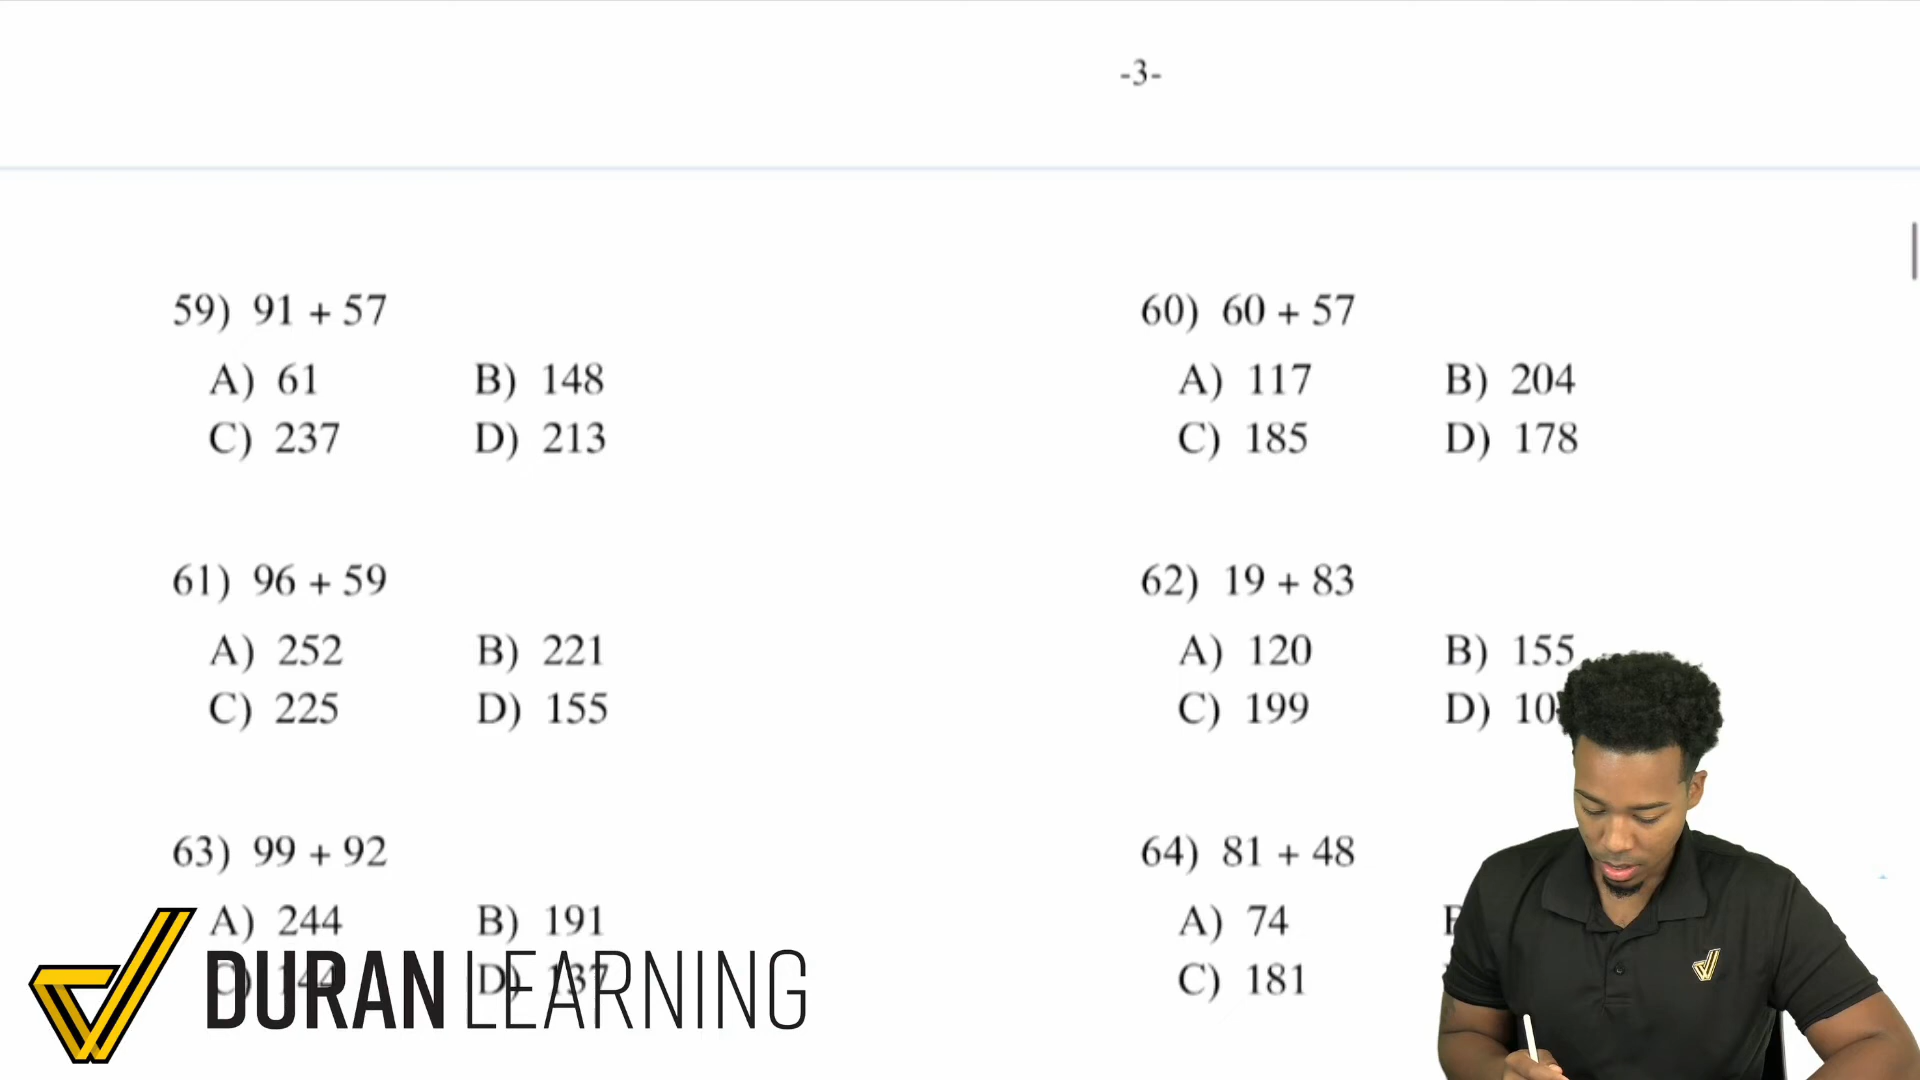 -3-
59) 91 + 57
A) 61 B) 148
C) 237 D) 213
60) 60 + 57
A) 117 B) 204
C) 185 D) 178
61) 96 + 59
A) 252 B) 221
C) 225 D) 155
62) 19 + 83
A) 120 B) 155
C) 199 D)
63) 99 + 92
A) 244 B) 191
C) 144 D) 137
64) 81 + 48
A) 74
C) 181
DURAN LEARNING